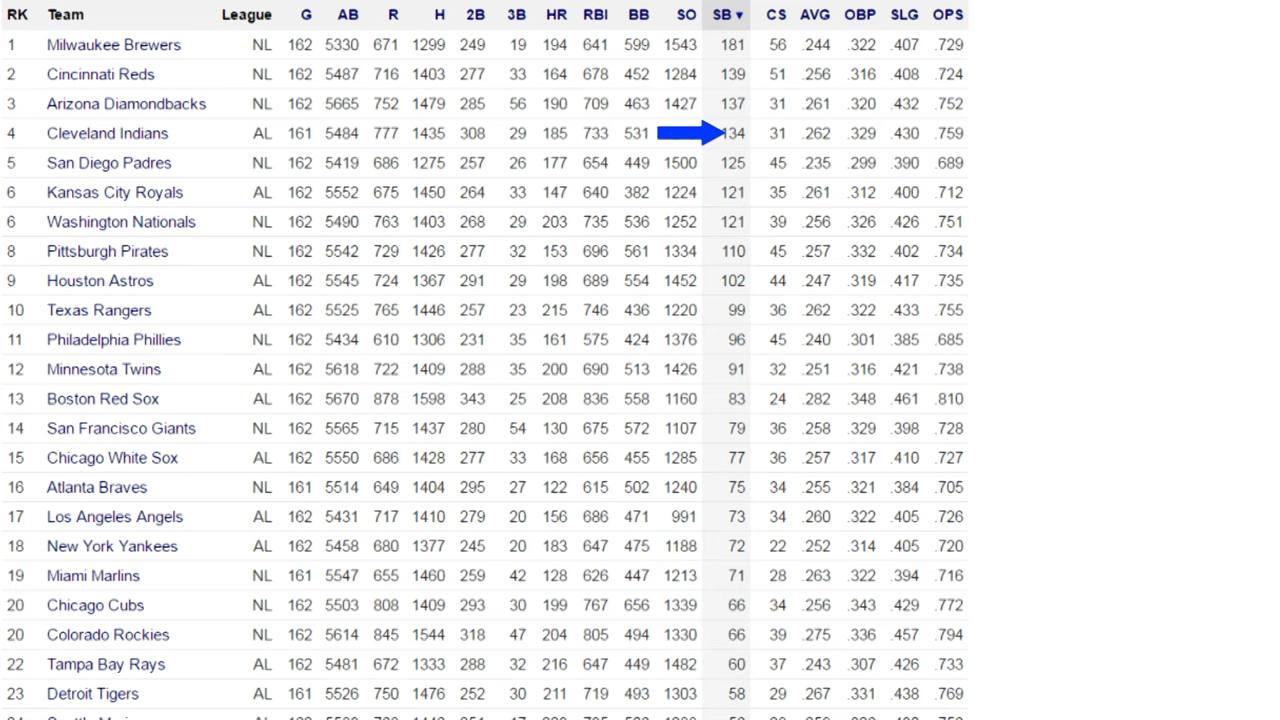 RK Team League G AB R H 2B 3B HR RBI BB SO SB ▼ CS AVG OBP SLG OPS
1 Milwaukee Brewers NL 162 5330 671 1299 249 19 194 641 599 1543 181 56 .244 .322 .407 .729
2 Cincinnati Reds NL 162 5487 716 1403 277 33 164 678 452 1284 139 51 .256 .316 .408 .724
3 Arizona Diamondbacks NL 162 5665 752 1479 285 56 190 709 463 1427 137 31 .261 .320 .432 .752
4 Cleveland Indians AL 161 5484 777 1435 308 29 185 733 531 134 31 .262 .329 .430 .759
5 San Diego Padres NL 162 5419 686 1275 257 26 177 654 449 1500 125 45 .235 .299 .390 .689
6 Kansas City Royals AL 162 5552 675 1450 264 33 147 640 382 1224 121 35 .261 .312 .400 .712
6 Washington Nationals NL 162 5490 763 1403 268 29 203 735 536 1252 121 39 .256 .326 .426 .751
8 Pittsburgh Pirates NL 162 5542 729 1426 277 32 153 696 561 1334 110 45 .257 .332 .402 .734
9 Houston Astros AL 162 5545 724 1367 291 29 198 689 554 1452 102 44 .247 .319 .417 .735
10 Texas Rangers AL 162 5525 765 1446 257 23 215 746 436 1220 99 36 .262 .322 .433 .755
11 Philadelphia Phillies NL 162 5434 610 1306 231 35 161 575 424 1376 96 45 .240 .301 .385 .685
12 Minnesota Twins AL 162 5618 722 1409 288 35 200 690 513 1426 91 32 .251 .316 .421 .738
13 Boston Red Sox AL 162 5670 878 1598 343 25 208 836 558 1160 83 24 .282 .348 .461 .810
14 San Francisco Giants NL 162 5565 715 1437 280 54 130 675 572 1107 79 36 .258 .329 .398 .728
15 Chicago White Sox AL 162 5550 686 1428 277 33 168 656 455 1285 77 36 .257 .317 .410 .727
16 Atlanta Braves NL 161 5514 649 1404 295 27 122 615 502 1240 75 34 .255 .321 .384 .705
17 Los Angeles Angels AL 162 5431 717 1410 279 20 156 686 471 991 73 34 .260 .322 .405 .726
18 New York Yankees AL 162 5458 680 1377 245 20 183 647 475 1188 72 22 .252 .314 .405 .720
19 Miami Marlins NL 161 5547 655 1460 259 42 128 626 447 1213 71 28 .263 .322 .394 .716
20 Chicago Cubs NL 162 5503 808 1409 293 30 199 767 656 1339 66 34 .256 .343 .429 .772
20 Colorado Rockies NL 162 5614 845 1544 318 47 204 805 494 1330 66 39 .275 .336 .457 .794
22 Tampa Bay Rays AL 162 5481 672 1333 288 32 216 647 449 1482 60 37 .243 .307 .426 .733
23 Detroit Tigers AL 161 5526 750 1476 252 30 211 719 493 1303 58 29 .267 .331 .438 .769